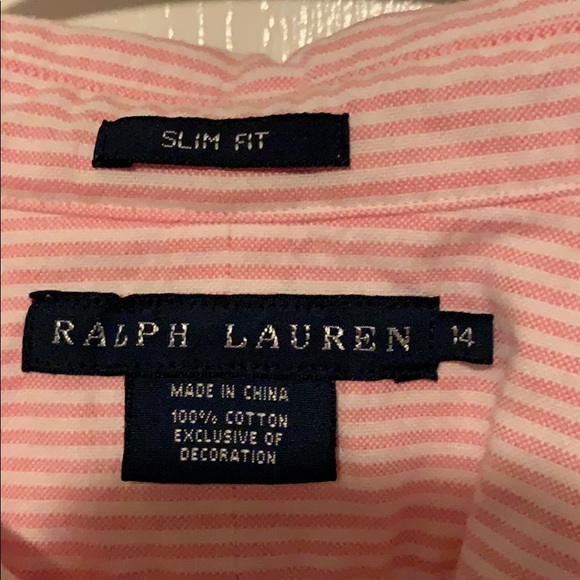 SLIM FIT
RALPH LAUREN 14
MADE IN CHINA
100% COTTON
EXCLUSIVE OF
DECORATION